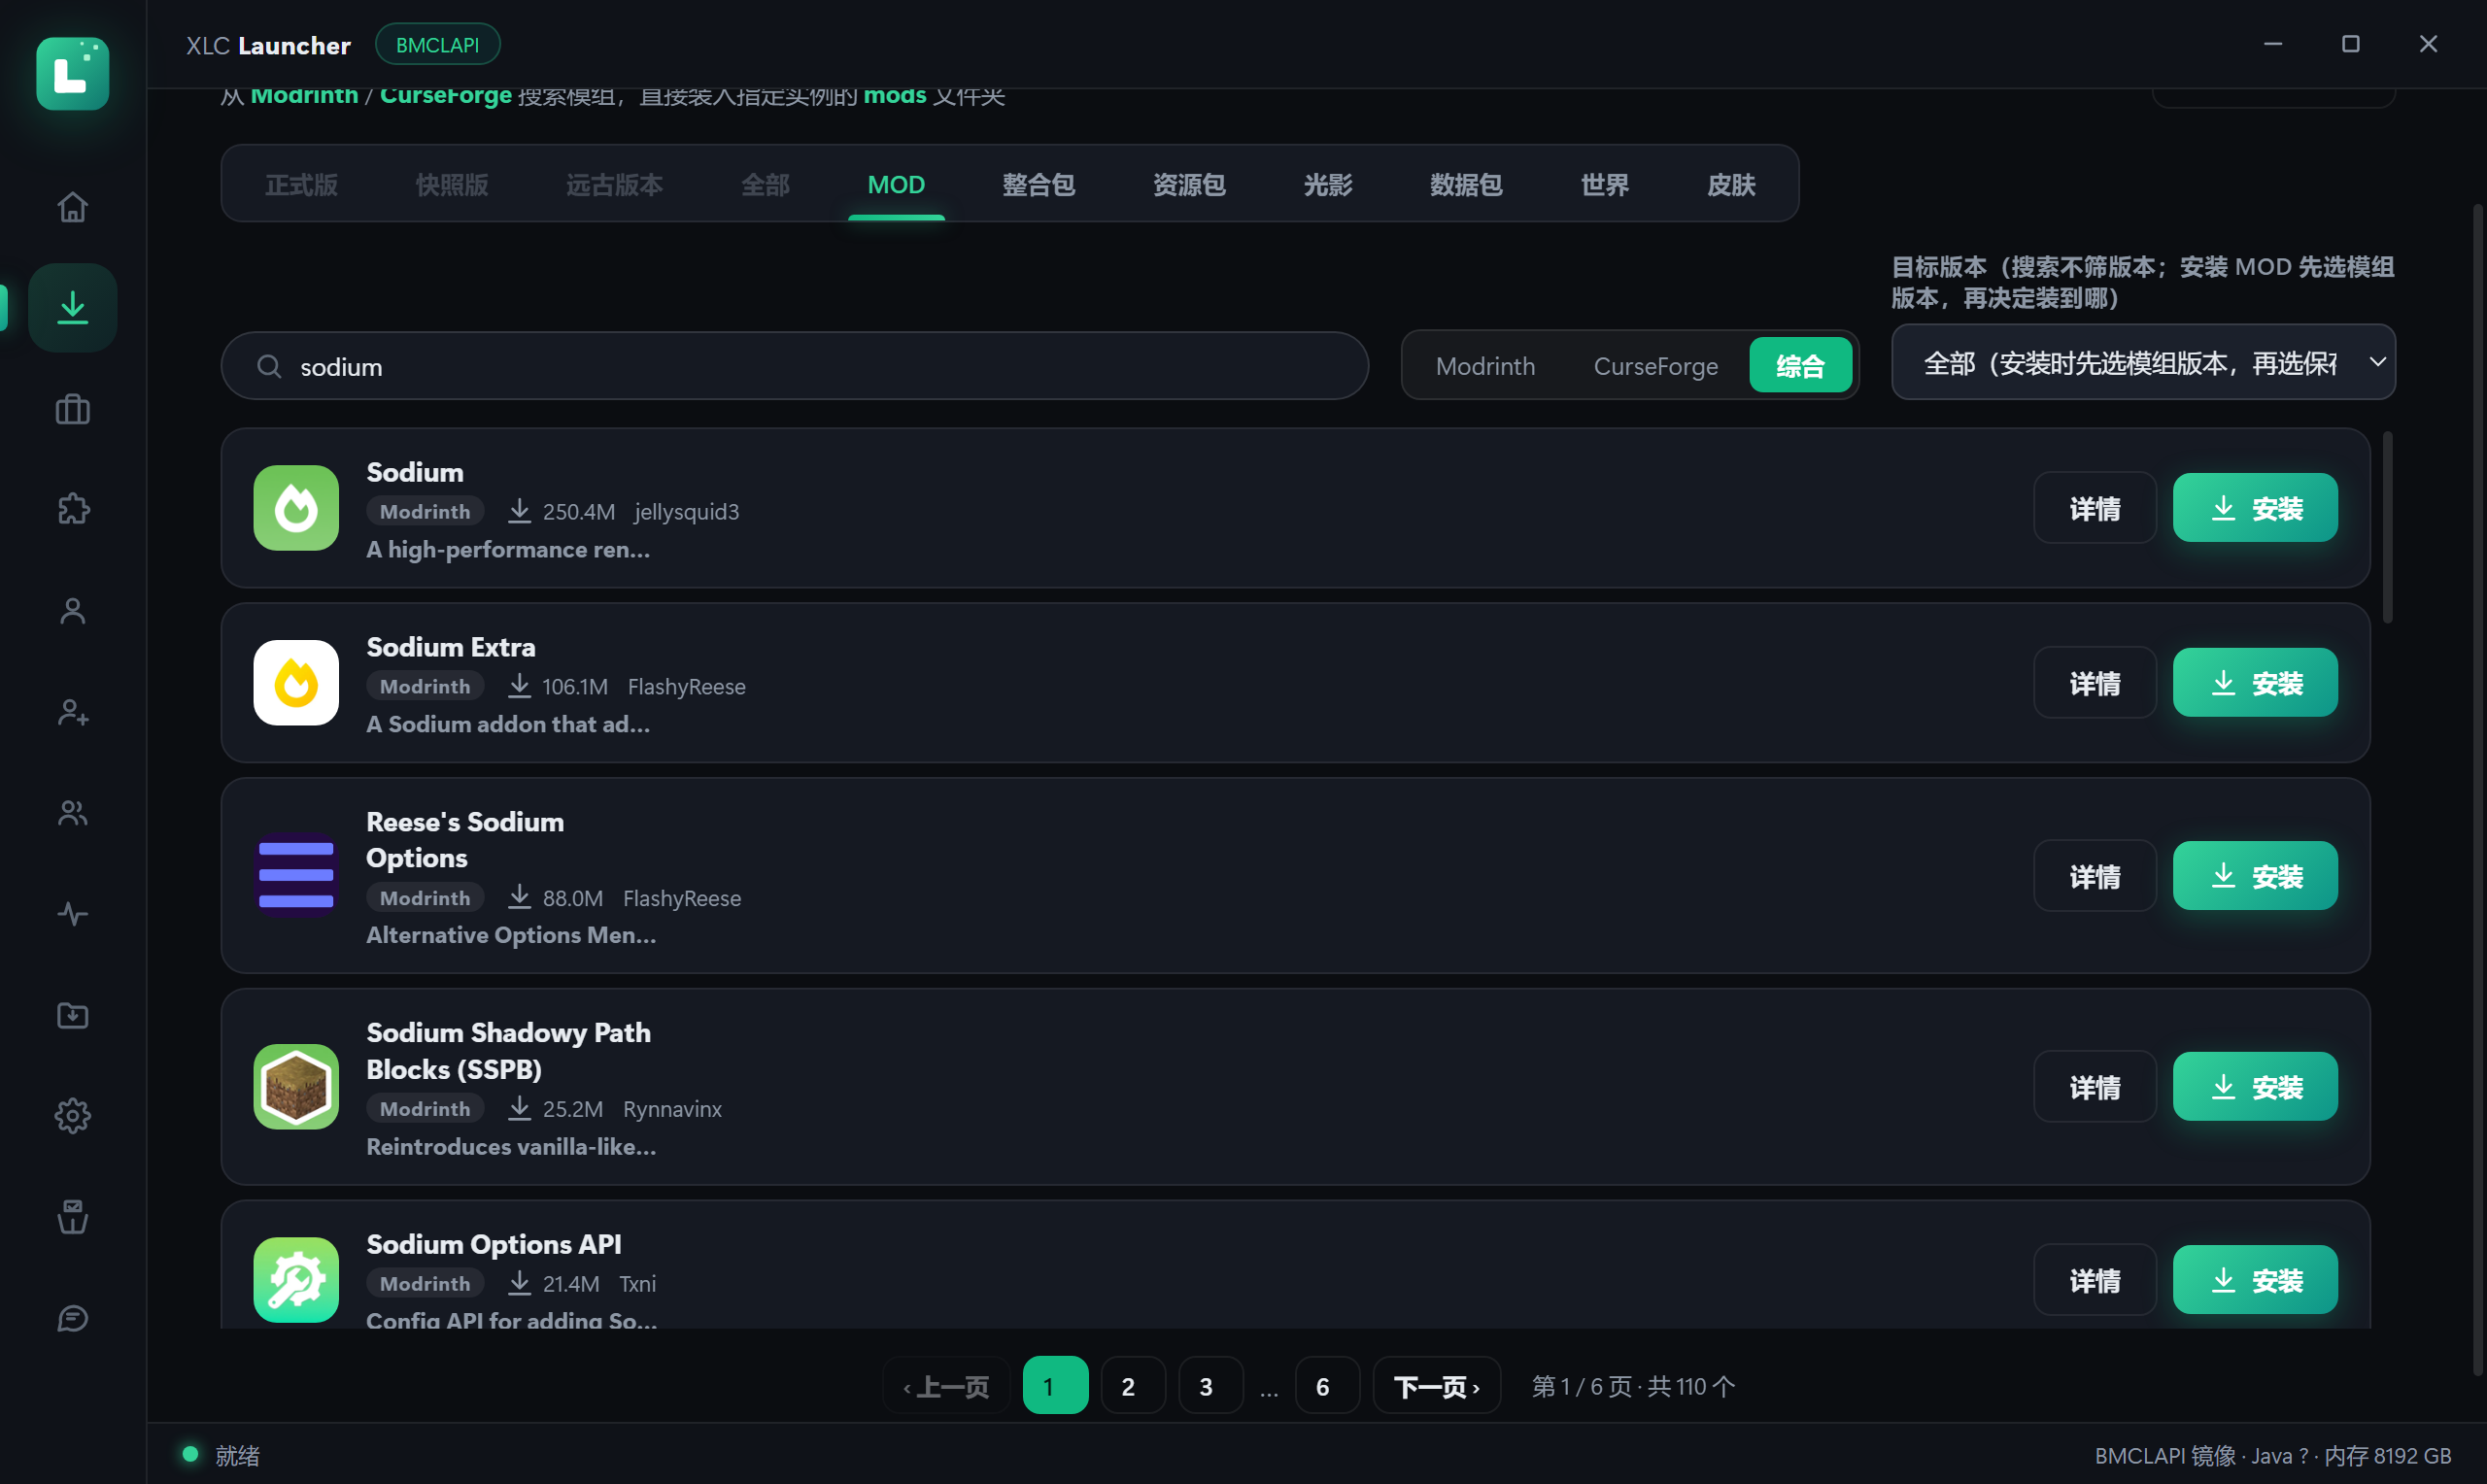 XLC Launcher BMCLAPI
从 Modrinth / CurseForge 搜索模组，直接装入指定实例的 mods 文件夹
正式版 快照版 远古版本 全部 MOD 整合包 资源包 光影 数据包 世界 皮肤
目标版本（搜索不筛版本；安装 MOD 先选模组
版本，再决定装到哪）
sodium
Modrinth CurseForge 综合
全部（安装时先选模组版本，再选保存
Sodium
Modrinth 250.4M jellysquid3
A high-performance ren...
详情 安装
Sodium Extra
Modrinth 106.1M FlashyReese
A Sodium addon that ad...
详情 安装
Reese's Sodium
Options
Modrinth 88.0M FlashyReese
Alternative Options Men...
详情 安装
Sodium Shadowy Path
Blocks (SSPB)
Modrinth 25.2M Rynnavinx
Reintroduces vanilla-like...
详情 安装
Sodium Options API
Modrinth 21.4M Txni
Config API for adding So...
详情 安装
‹ 上一页 1 2 3 ... 6 下一页 › 第 1 / 6 页 · 共 110 个
就绪
BMCLAPI 镜像 · Java ? · 内存 8192 GB